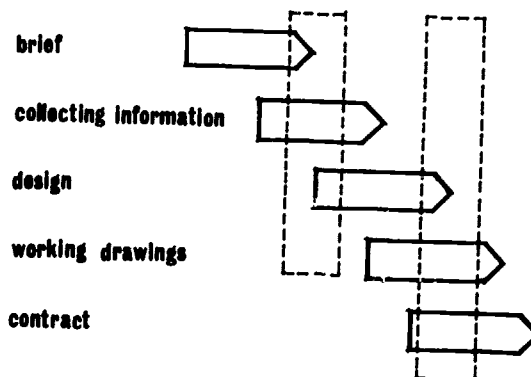 brief
collecting information
design
working drawings
contract